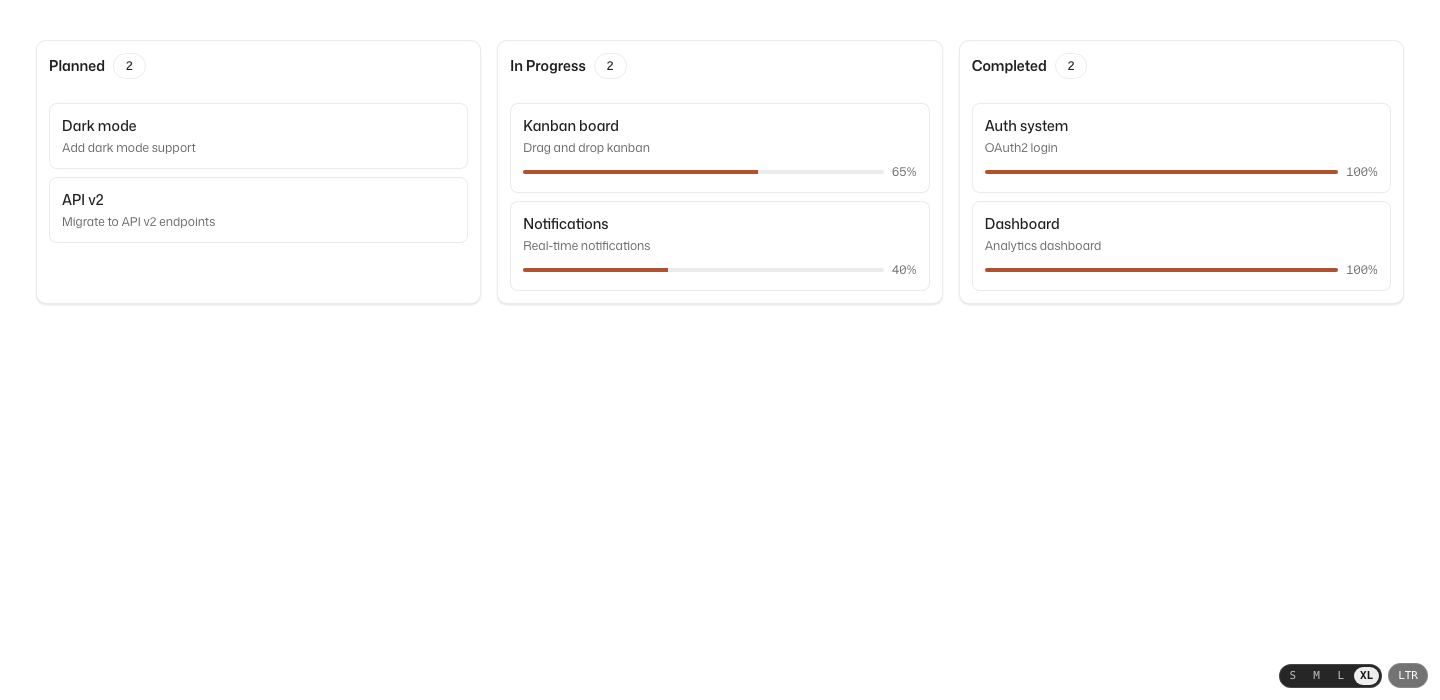 Planned 2
Dark mode
Add dark mode support
API v2
Migrate to API v2 endpoints
In Progress 2
Kanban board
Drag and drop kanban
65%
Notifications
Real-time notifications
40%
Completed 2
Auth system
OAuth2 login
100%
Dashboard
Analytics dashboard
100%
S M L XL LTR